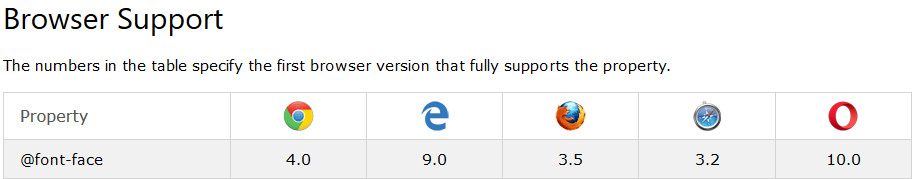 Browser Support
The numbers in the table specify the first browser version that fully supports the property.
Property
@font-face 4.0 9.0 3.5 3.2 10.0